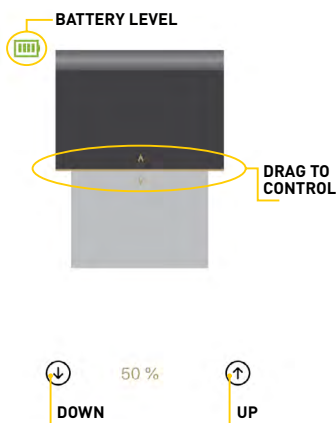 BATTERY LEVEL
DRAG TO
CONTROL
50 %
DOWN
UP